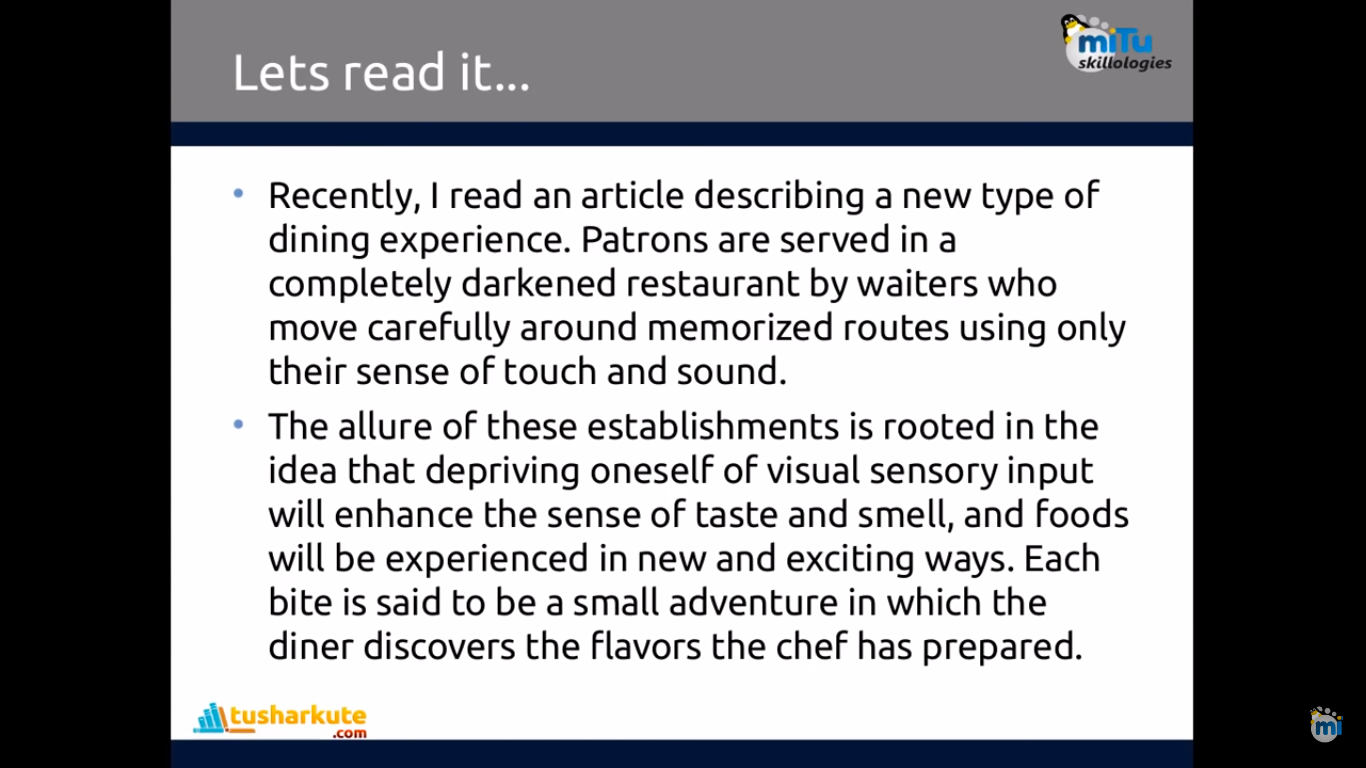 Lets read it...
miTu
skillologies
• Recently, I read an article describing a new type of
dining experience. Patrons are served in a
completely darkened restaurant by waiters who
move carefully around memorized routes using only
their sense of touch and sound.
• The allure of these establishments is rooted in the
idea that depriving oneself of visual sensory input
will enhance the sense of taste and smell, and foods
will be experienced in new and exciting ways. Each
bite is said to be a small adventure in which the
diner discovers the flavors the chef has prepared.
tusharkute
.com
mi